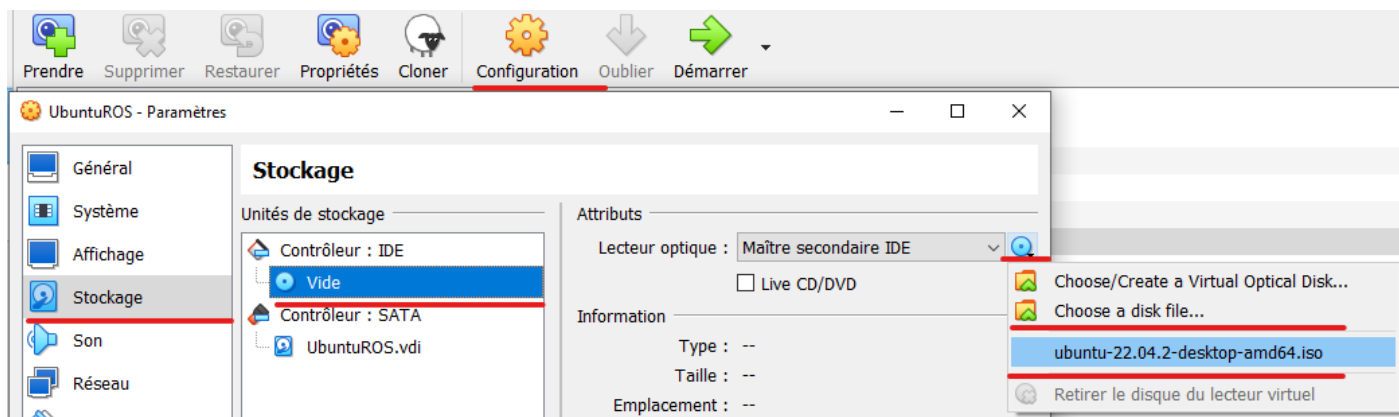 Prendre Supprimer Restaurer Propriétés Cloner Configuration Oublier Démarrer
UbuntuROS - Paramètres
Général
Système
Affichage
Stockage
Son
Réseau
Stockage
Unités de stockage
Contrôleur : IDE
Vide
Contrôleur : SATA
UbuntuROS.vdi
Attributs
Lecteur optique : Maître secondaire IDE
Live CD/DVD
Information
Type : --
Taille : --
Emplacement : --
Choose/Create a Virtual Optical Disk...
Choose a disk file...
ubuntu-22.04.2-desktop-amd64.iso
Retirer le disque du lecteur virtuel